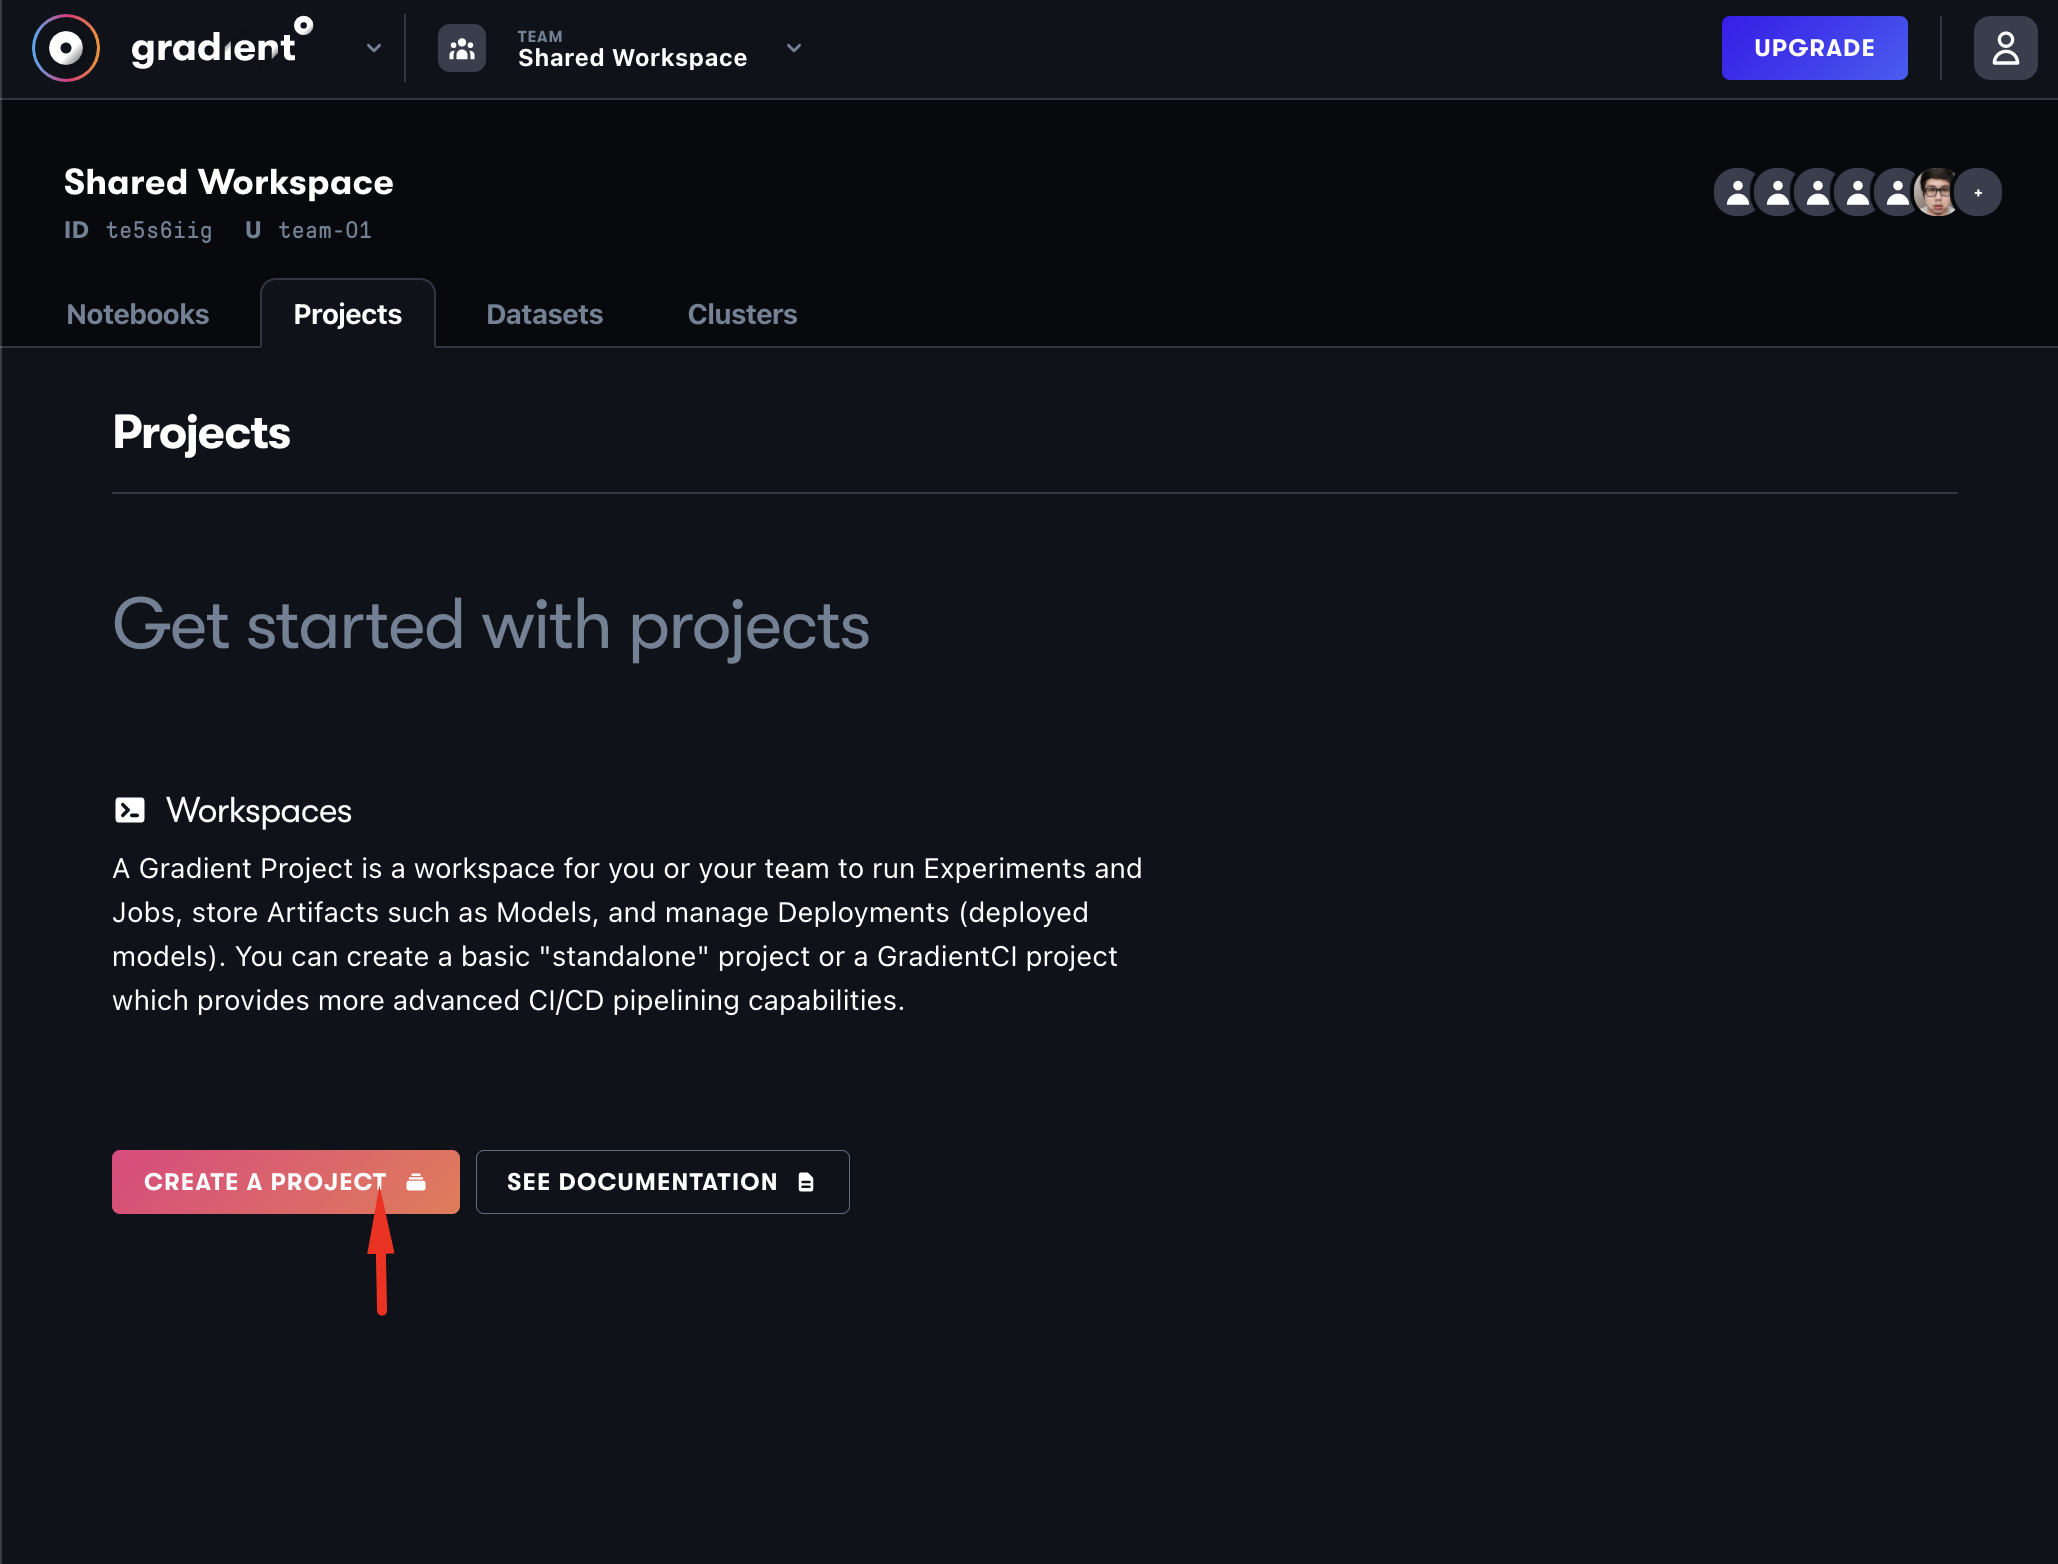 gradient
TEAM
Shared Workspace
UPGRADE
Shared Workspace
ID te5s6iig U team-01
+
Notebooks Projects Datasets Clusters
Projects
Get started with projects
Workspaces
A Gradient Project is a workspace for you or your team to run Experiments and
Jobs, store Artifacts such as Models, and manage Deployments (deployed
models). You can create a basic "standalone" project or a GradientCI project
which provides more advanced CI/CD pipelining capabilities.
CREATE A PROJECT SEE DOCUMENTATION